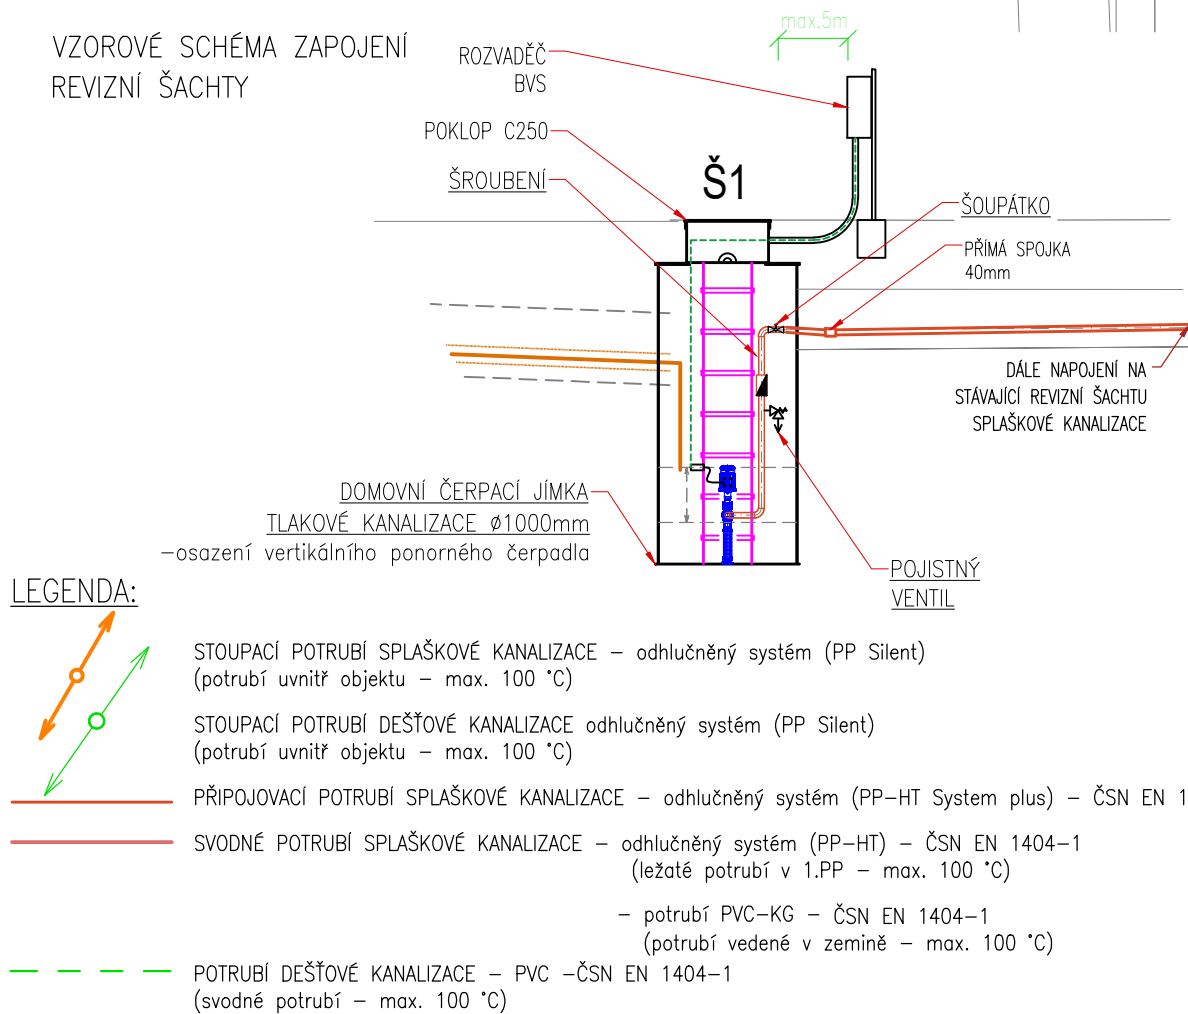 VZOROVÉ SCHÉMA ZAPOJENÍ
REVIZNÍ ŠACHTY
max.5m
ROZVADĚČ
BVS
POKLOP C250
ŠROUBENÍ
Š1
ŠOUPÁTKO
PŘÍMÁ SPOJKA
40mm
DÁLE NAPOJENÍ NA
STÁVAJÍCÍ REVIZNÍ ŠACHTU
SPLAŠKOVÉ KANALIZACE
DOMOVNÍ ČERPACÍ JÍMKA
TLAKOVÉ KANALIZACE Ø1000mm
–osazení vertikálního ponorného čerpadla
POJISTNÝ
VENTIL
LEGENDA:
STOUPACÍ POTRUBÍ SPLAŠKOVÉ KANALIZACE – odhlučněný systém (PP Silent)
(potrubí uvnitř objektu – max. 100 °C)
STOUPACÍ POTRUBÍ DEŠŤOVÉ KANALIZACE odhlučněný systém (PP Silent)
(potrubí uvnitř objektu – max. 100 °C)
PŘIPOJOVACÍ POTRUBÍ SPLAŠKOVÉ KANALIZACE – odhlučněný systém (PP–HT System plus) – ČSN EN 1
SVODNÉ POTRUBÍ SPLAŠKOVÉ KANALIZACE – odhlučněný systém (PP–HT) – ČSN EN 1404–1
(ležaté potrubí v 1.PP – max. 100 °C)
– potrubí PVC–KG – ČSN EN 1404–1
(potrubí vedené v zemině – max. 100 °C)
POTRUBÍ DEŠŤOVÉ KANALIZACE – PVC –ČSN EN 1404–1
(svodné potrubí – max. 100 °C)